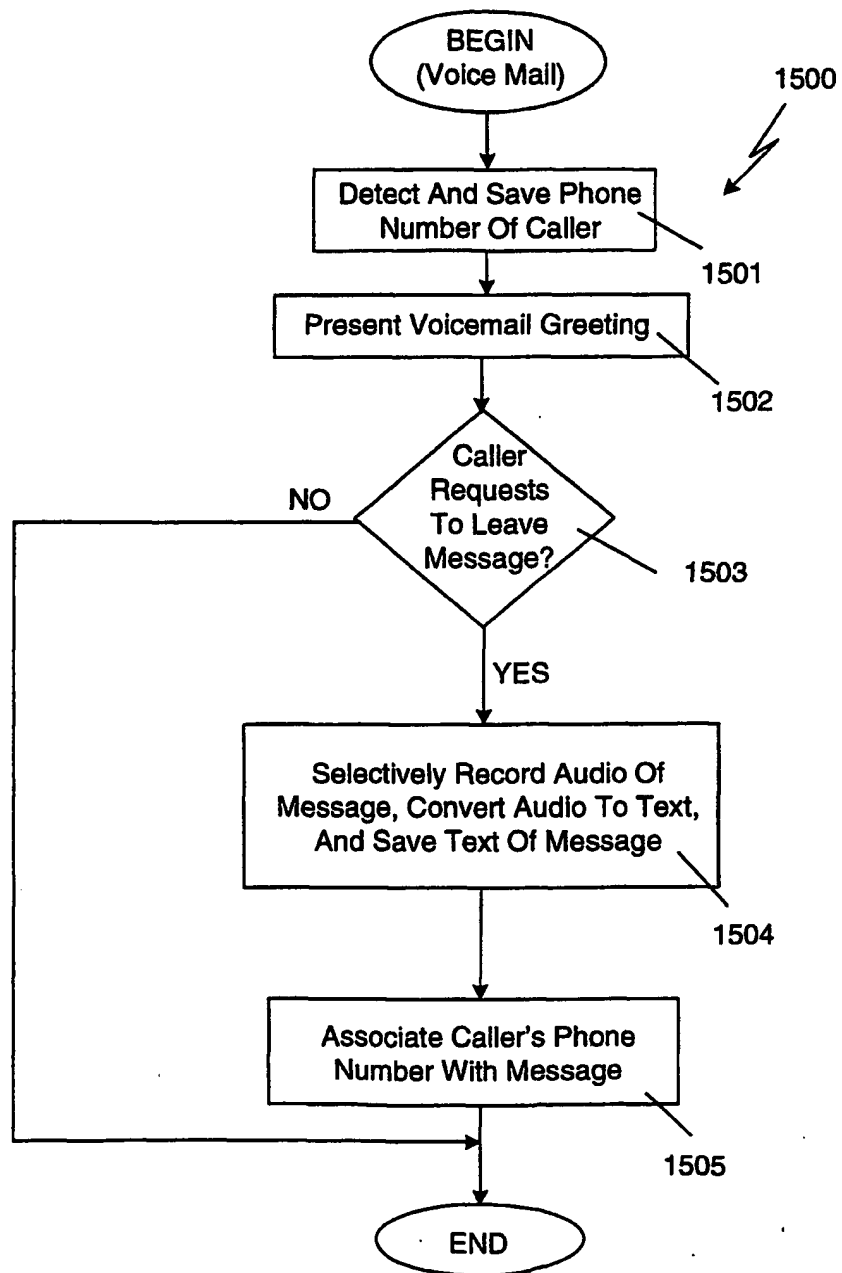 BEGIN
(Voice Mail)
1500
Detect And Save Phone
Number Of Caller
1501
Present Voicemail Greeting
1502
Caller
Requests
To Leave
Message?
NO
1503
YES
Selectively Record Audio Of
Message, Convert Audio To Text,
And Save Text Of Message
1504
Associate Caller's Phone
Number With Message
1505
END